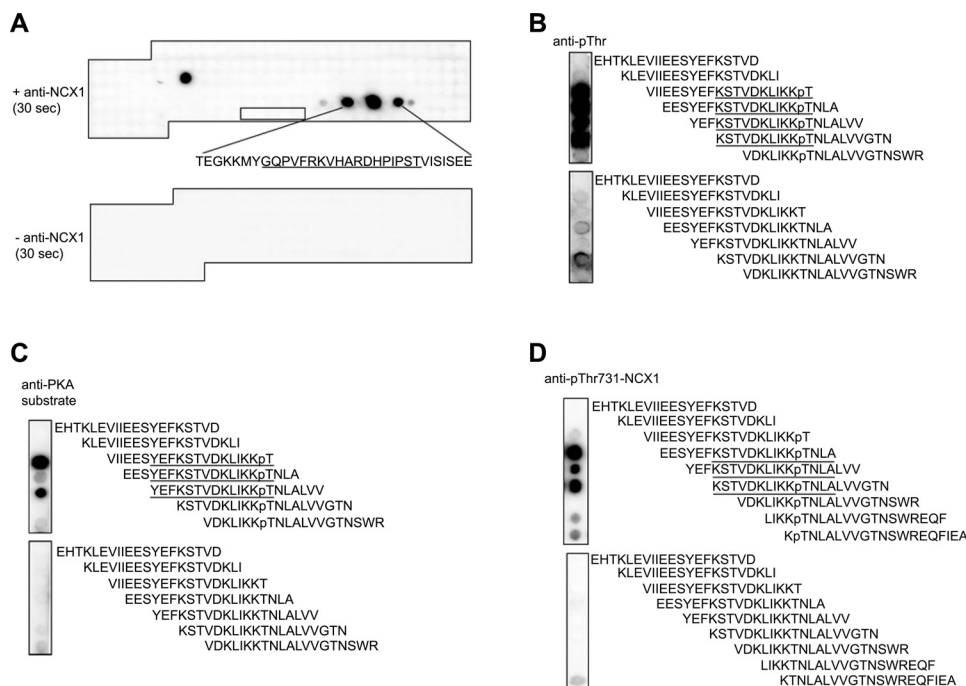 A
+ anti-NCX1
(30 sec)
TEGKKMYGQPVFRKVHARDHPIPSTVISISEE
- anti-NCX1
(30 sec)
B
anti-pThr
EHTKLEVIIEESYEFKSTVD
KLEVIIEESYEFKSTVDKLI
VIIEESYEFKSTVDKLIKKpT
EESYEFKSTVDKLIKKpTNLA
YEFKSTVDKLIKKpTNLALVV
KSTVDKLIKKpTNLALVVGTN
VDKLIKKpTNLALVVGTNSWR
EHTKLEVIIEESYEFKSTVD
KLEVIIEESYEFKSTVDKLI
VIIEESYEFKSTVDKLIKKT
EESYEFKSTVDKLIKKTNLA
YEFKSTVDKLIKKTNLALVV
KSTVDKLIKKTNLALVVGTN
VDKLIKKTNLALVVGTNSWR
C
anti-PKA
substrate
EHTKLEVIIEESYEFKSTVD
KLEVIIEESYEFKSTVDKLI
VIIEESYEFKSTVDKLIKKpT
EESYEFKSTVDKLIKKpTNLA
YEFKSTVDKLIKKpTNLALVV
KSTVDKLIKKpTNLALVVGTN
VDKLIKKpTNLALVVGTNSWR
EHTKLEVIIEESYEFKSTVD
KLEVIIEESYEFKSTVDKLI
VIIEESYEFKSTVDKLIKKT
EESYEFKSTVDKLIKKTNLA
YEFKSTVDKLIKKTNLALVV
KSTVDKLIKKTNLALVVGTN
VDKLIKKTNLALVVGTNSWR
D
anti-pThr731-NCX1
EHTKLEVIIEESYEFKSTVD
KLEVIIEESYEFKSTVDKLI
VIIEESYEFKSTVDKLIKKpT
EESYEFKSTVDKLIKKpTNLA
YEFKSTVDKLIKKpTNLALVV
KSTVDKLIKKpTNLALVVGTN
VDKLIKKpTNLALVVGTNSWR
LIKKpTNLALVVGTNSWREQF
KpTNLALVVGTNSWREQFIEA
EHTKLEVIIEESYEFKSTVD
KLEVIIEESYEFKSTVDKLI
VIIEESYEFKSTVDKLIKKT
EESYEFKSTVDKLIKKTNLA
YEFKSTVDKLIKKTNLALVV
KSTVDKLIKKTNLALVVGTN
VDKLIKKTNLALVVGTNSWR
LIKKTNLALVVGTNSWREQF
KTNLALVVGTNSWREQFIEA